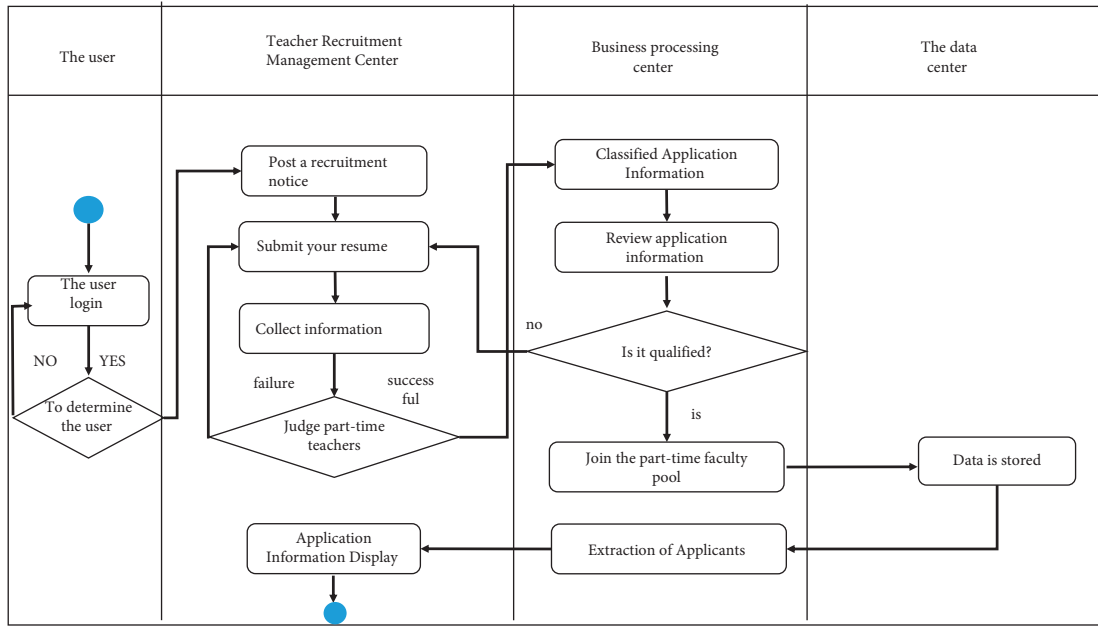 The user
Teacher Recruitment
Management Center
Business processing
center
The data
center
The user
login
NO
YES
To determine
the user
Post a recruitment
notice
Submit your resume
Collect information
failure
success
ful
Judge part-time
teachers
Classified Application
Information
Review application
information
no
Is it qualified?
is
Join the part-time faculty
pool
Data is stored
Extraction of Applicants
Application
Information Display